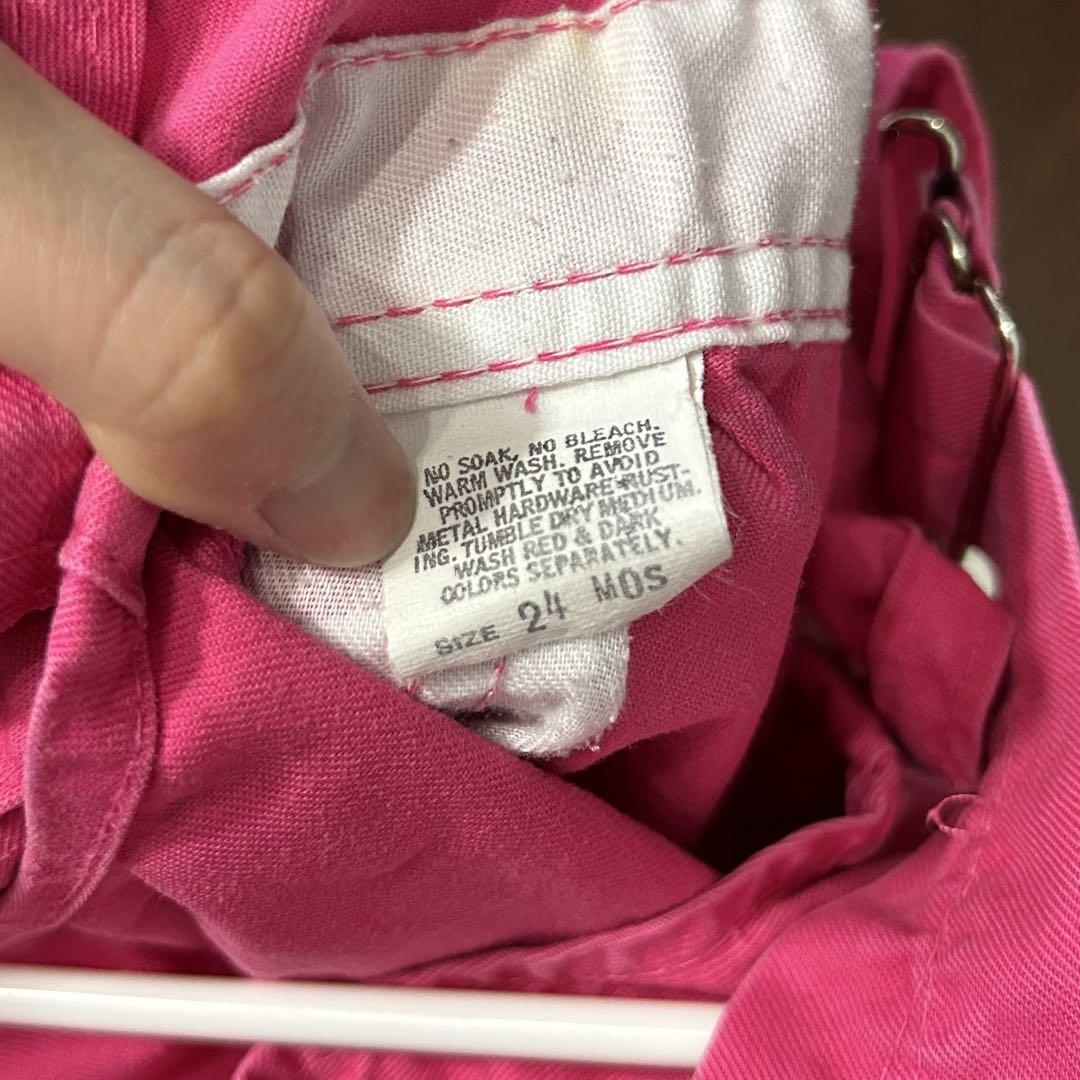 NO SOAK, NO BLEACH.
WARM WASH. REMOVE
PROMPTLY TO AVOID
METAL HARDWARE RUST-
ING. TUMBLE DRY MEDIUM.
WASH RED & DARK
COLORS SEPARATELY.
SIZE 24 MOS